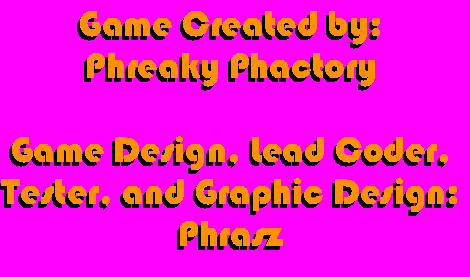 Game Created by:
Phreaky Phactory
Game Design, Lead Coder,
Tester, and Graphic Design:
Phrasz